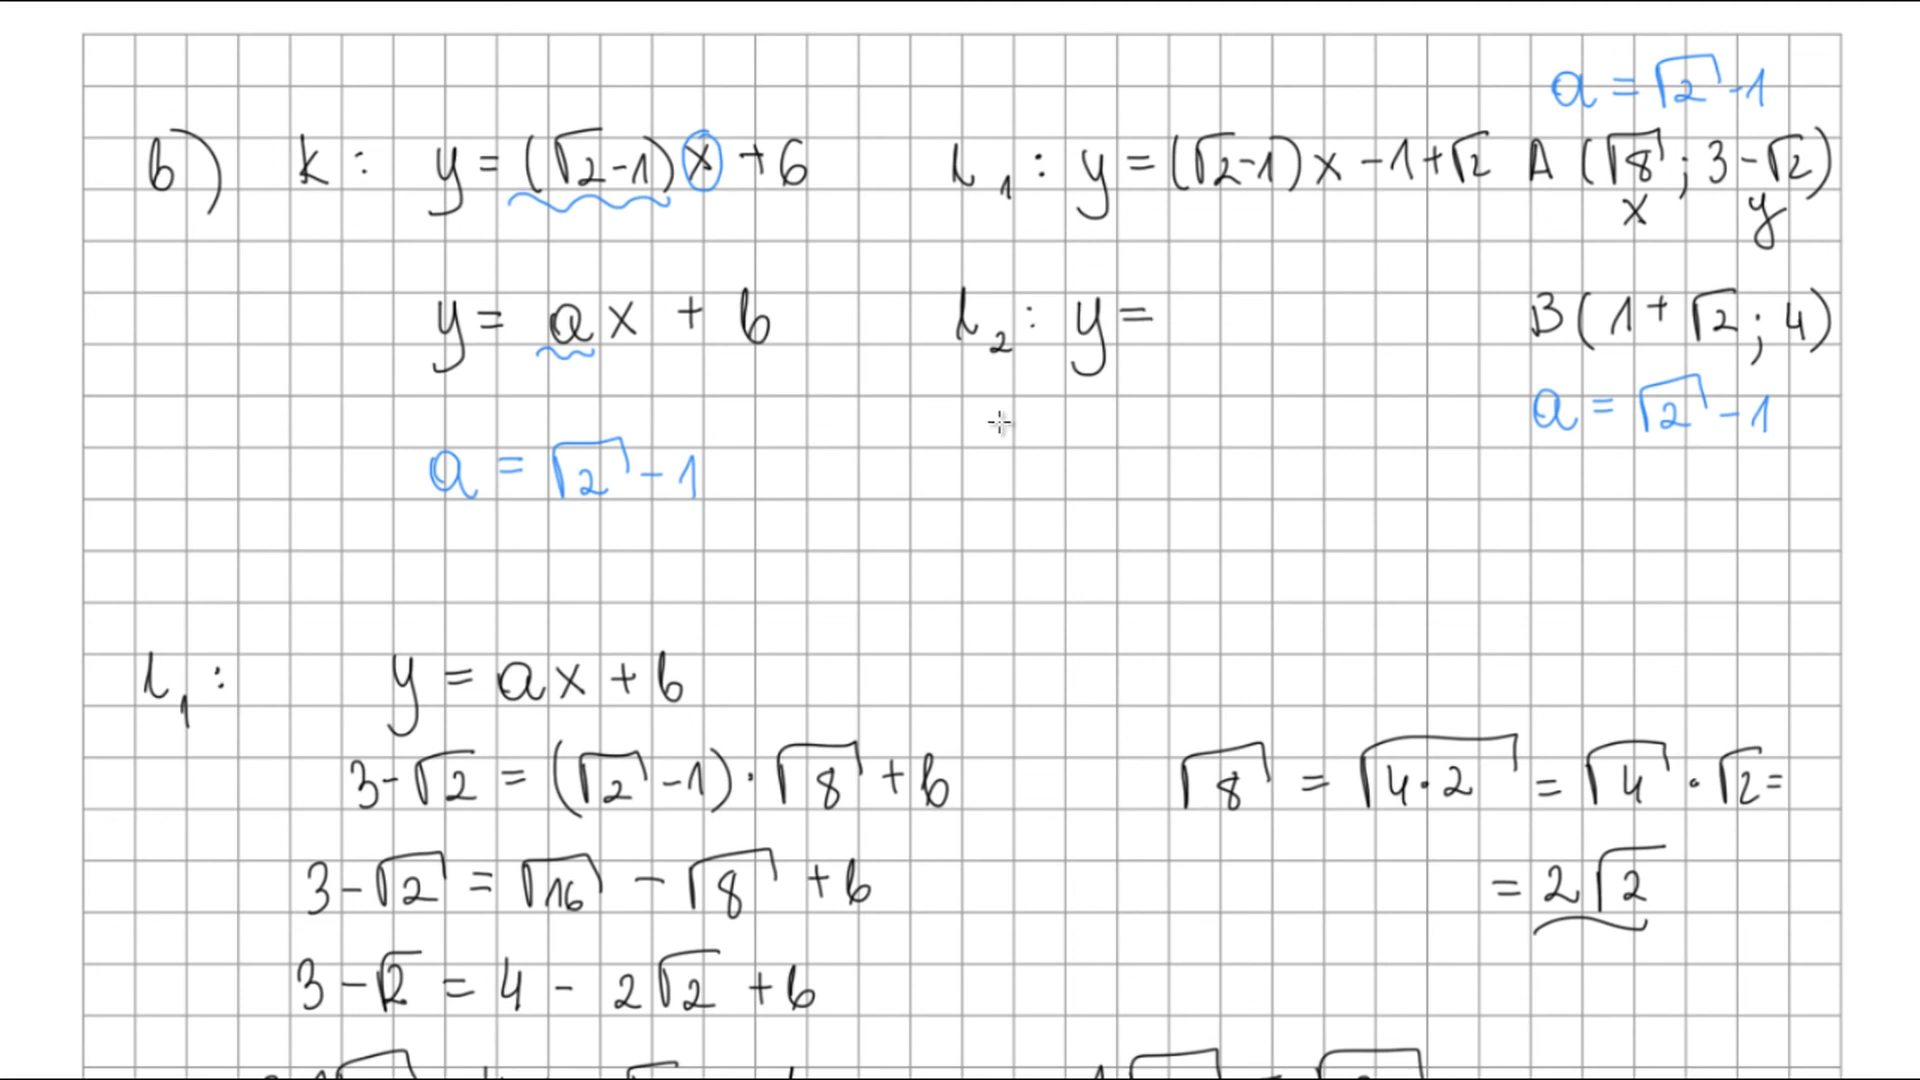 a = √2 - 1
b) k: y = (√2-1)x + 6 l₁: y = (√2-1)x - 1 + √2 A (√8; 3-√2)
x y
y = ax + b l₂: y = B(1+√2; 4)
a = √2 - 1
a = √2 - 1
l₁: y = ax + b
3-√2 = (√2-1)·√8 + b √8 = √4·2 = √4 · √2 =
3-√2 = √16 - √8 + b = 2√2
3-√2 = 4 - 2√2 + b